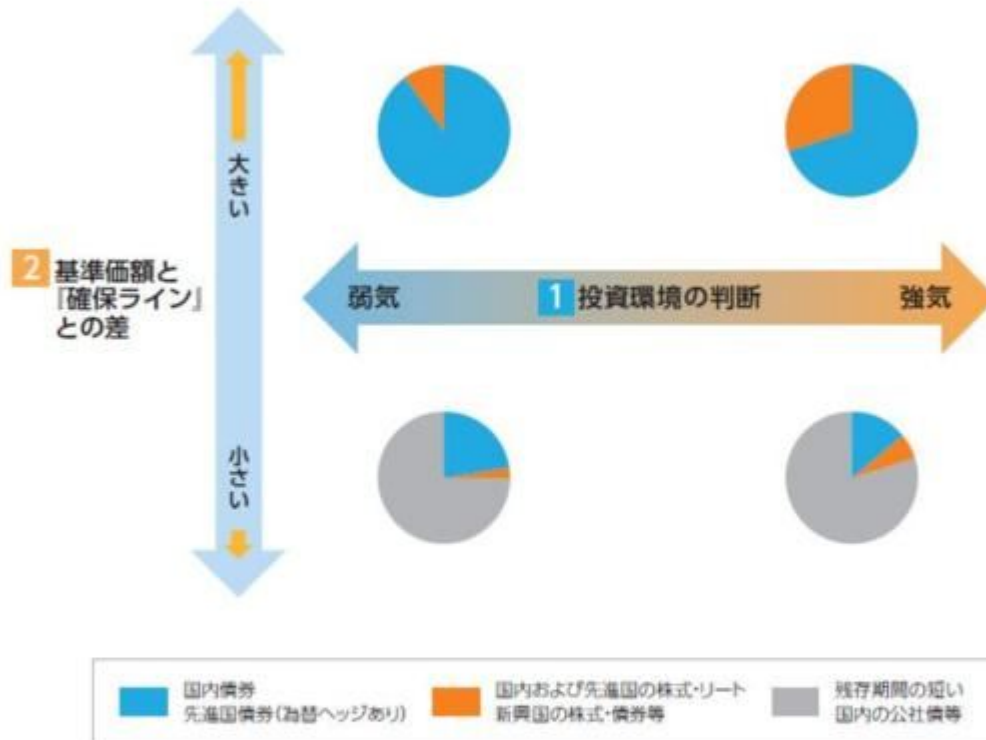 大きい
2 基準価額と
『確保ライン』
との差
弱気
1 投資環境の判断
強気
小さい
国内債券
先進国債券(為替ヘッジあり)
国内および先進国の株式・リート
新興国の株式・債券等
残存期間の短い
国内の公社債等